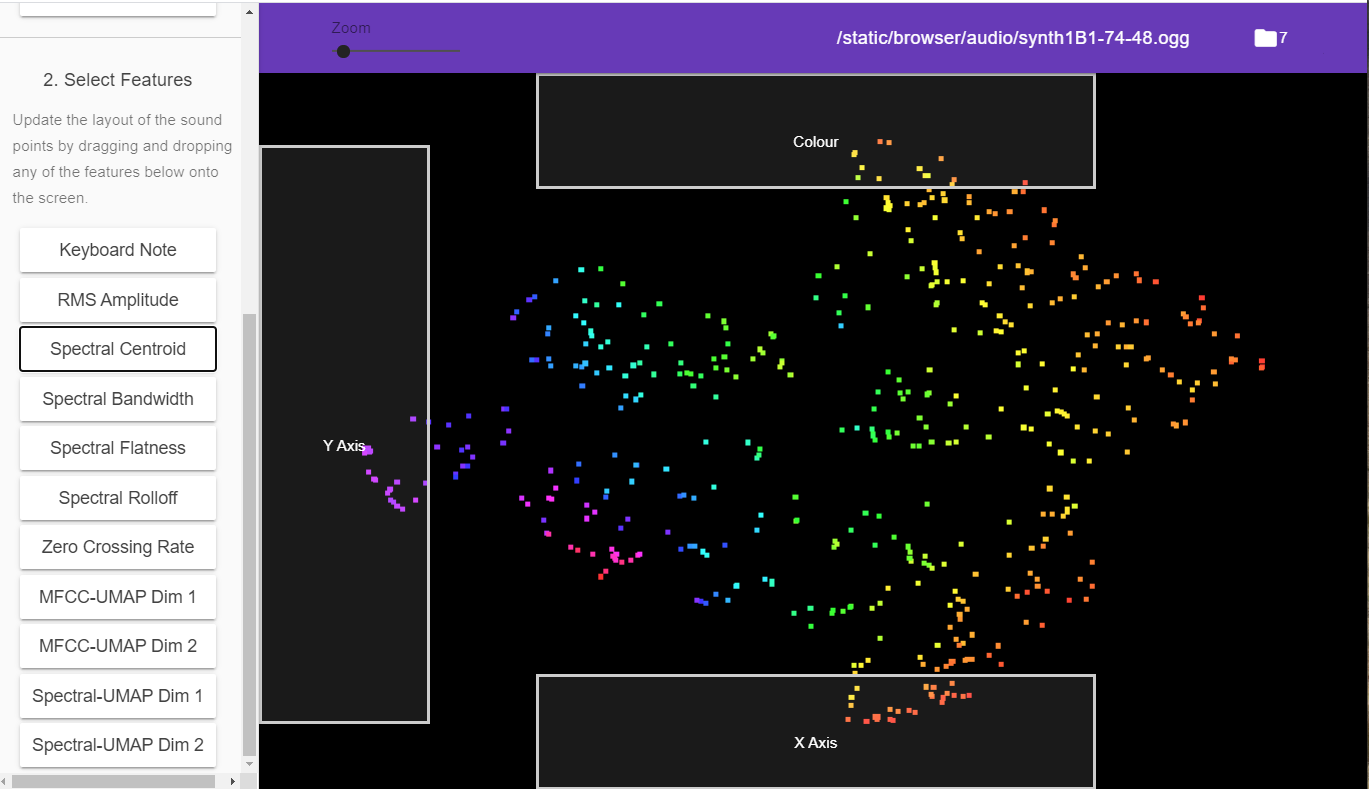 Zoom
/static/browser/audio/synth1B1-74-48.ogg
7
2. Select Features
Update the layout of the sound
points by dragging and dropping
any of the features below onto
the screen.
Keyboard Note
RMS Amplitude
Spectral Centroid
Spectral Bandwidth
Spectral Flatness
Spectral Rolloff
Zero Crossing Rate
MFCC-UMAP Dim 1
MFCC-UMAP Dim 2
Spectral-UMAP Dim 1
Spectral-UMAP Dim 2
Colour
Y Axis
X Axis